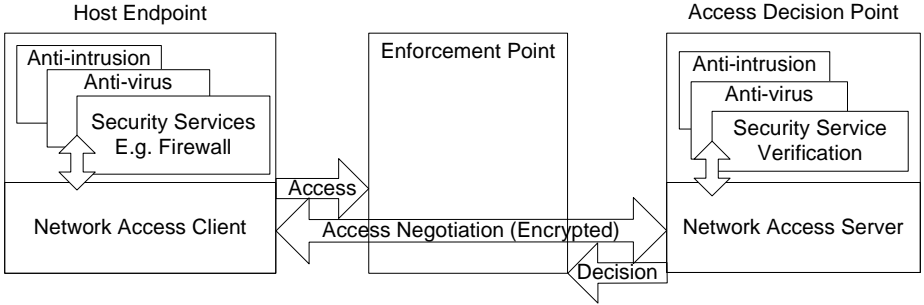 Host Endpoint
Access Decision Point
Anti-intrusion
Anti-virus
Security Services
E.g. Firewall
Enforcement Point
Anti-intrusion
Anti-virus
Security Service
Verification
Access
Network Access Client
Access Negotiation (Encrypted)
Network Access Server
Decision